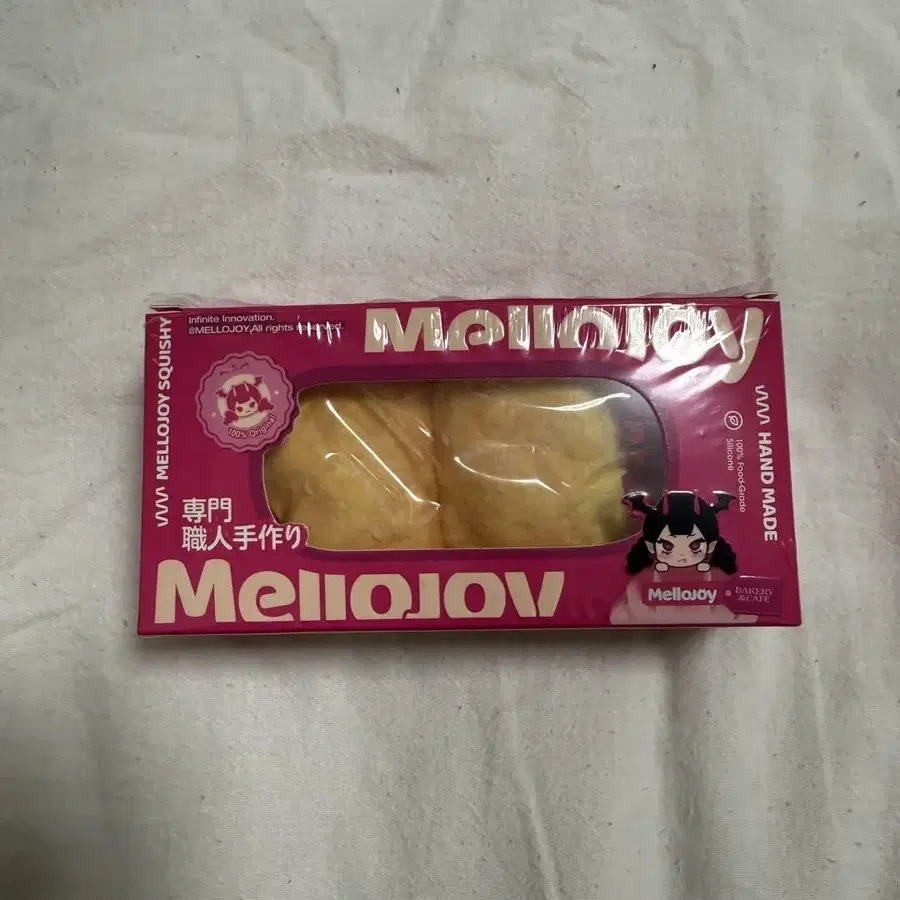 Infinite Innovation.
@MELLOJOY,All rights reserved.
MelloJoy
MELLOJOY SQUISHY
100% Original
HAND MADE
100% Food-Grade
Silicone
専門
職人手作り
MelloJoy
MelloJoy
BAKERY
&CAFE